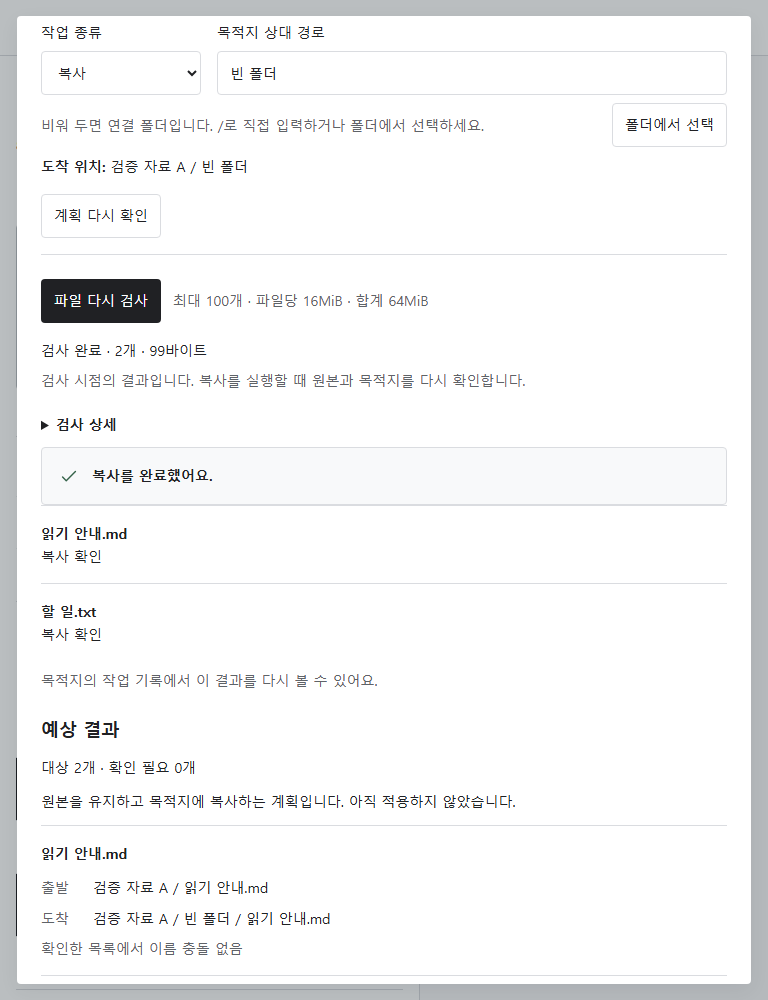 작업 종류
목적지 상대 경로
복사
빈 폴더
비워 두면 연결 폴더입니다. /로 직접 입력하거나 폴더에서 선택하세요.
폴더에서 선택
도착 위치: 검증 자료 A / 빈 폴더
계획 다시 확인
파일 다시 검사
최대 100개 · 파일당 16MiB · 합계 64MiB
검사 완료 · 2개 · 99바이트
검사 시점의 결과입니다. 복사를 실행할 때 원본과 목적지를 다시 확인합니다.
검사 상세
복사를 완료했어요.
읽기 안내.md
복사 확인
할 일.txt
복사 확인
목적지의 작업 기록에서 이 결과를 다시 볼 수 있어요.
예상 결과
대상 2개 · 확인 필요 0개
원본을 유지하고 목적지에 복사하는 계획입니다. 아직 적용하지 않았습니다.
읽기 안내.md
출발 검증 자료 A / 읽기 안내.md
도착 검증 자료 A / 빈 폴더 / 읽기 안내.md
확인한 목록에서 이름 충돌 없음